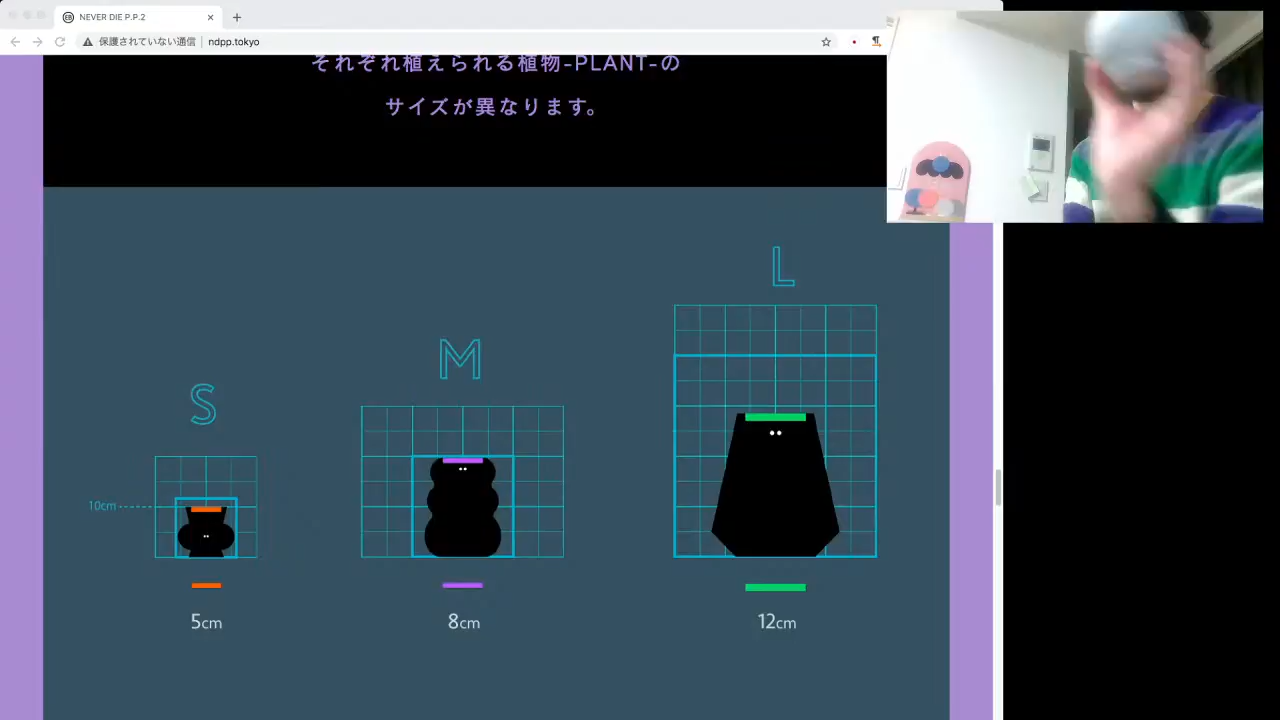 NEVER DIE P.P.2
保護されていない通信
ndpp.tokyo
それぞれ植えられる植物-PLANT-の
サイズが異なります。
S
M
L
10cm
5cm
8cm
12cm